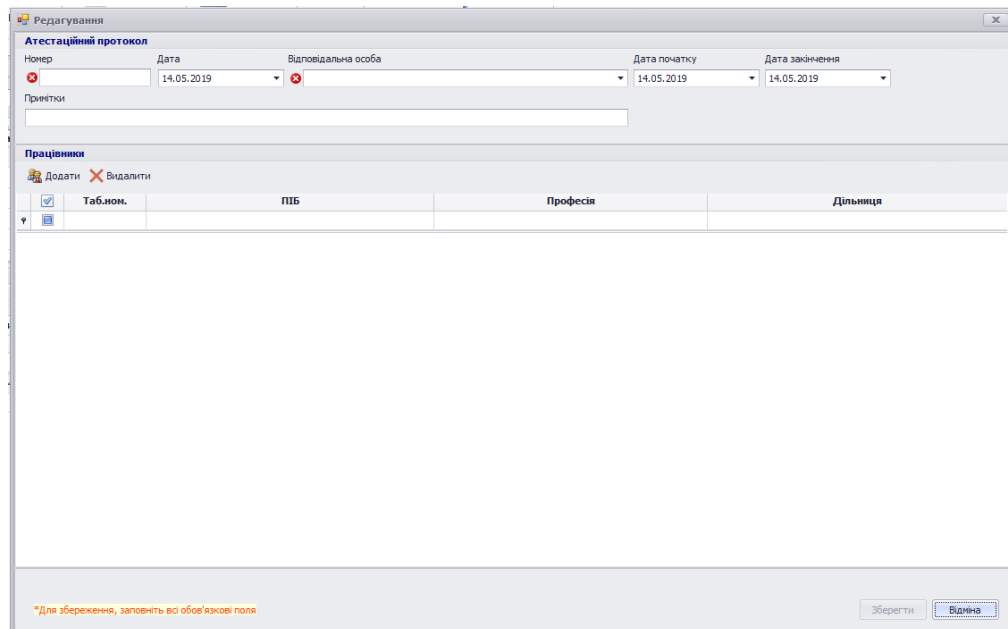 Редагування
Атестаційний протокол
Номер Дата Відповідальна особа Дата початку Дата закінчення
14.05.2019 14.05.2019 14.05.2019
Примітки
Працівники
Додати Видалити
Таб.ном. ПІБ Професія Дільниця
*Для збереження, заповніть всі обов'язкові поля
Зберегти Відміна